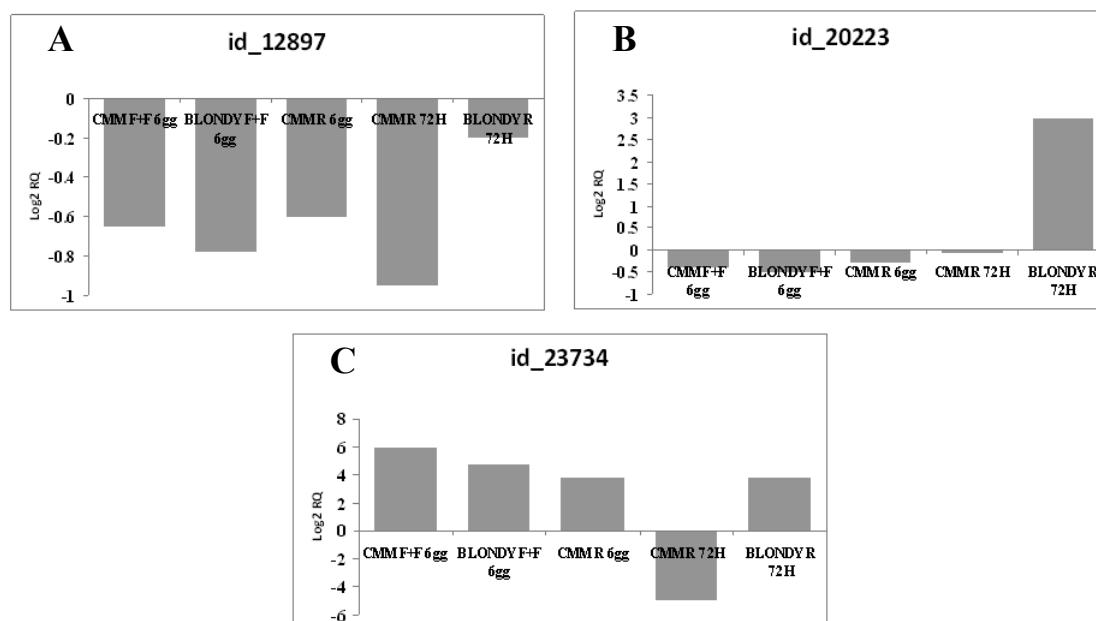 A
id_12897
Log2 RQ
0
-0.2
-0.4
-0.6
-0.8
-1
CMM F+F 6gg
BLONDY F+F
6gg
CMM R 6gg
CMM R 72H
BLONDY R
72H
B
id_20223
Log2 RQ
3.5
3
2.5
2
1.5
1
0.5
0
-0.5
-1
CMM F+F
6gg
BLONDY F+F
6gg
CMM R 6gg
CMM R 72H
BLONDY R
72H
C
id_23734
Log2 RQ
8
6
4
2
0
-2
-4
-6
CMM F+F 6gg
BLONDY F+F
6gg
CMM R 6gg
CMM R 72H
BLONDY R
72H